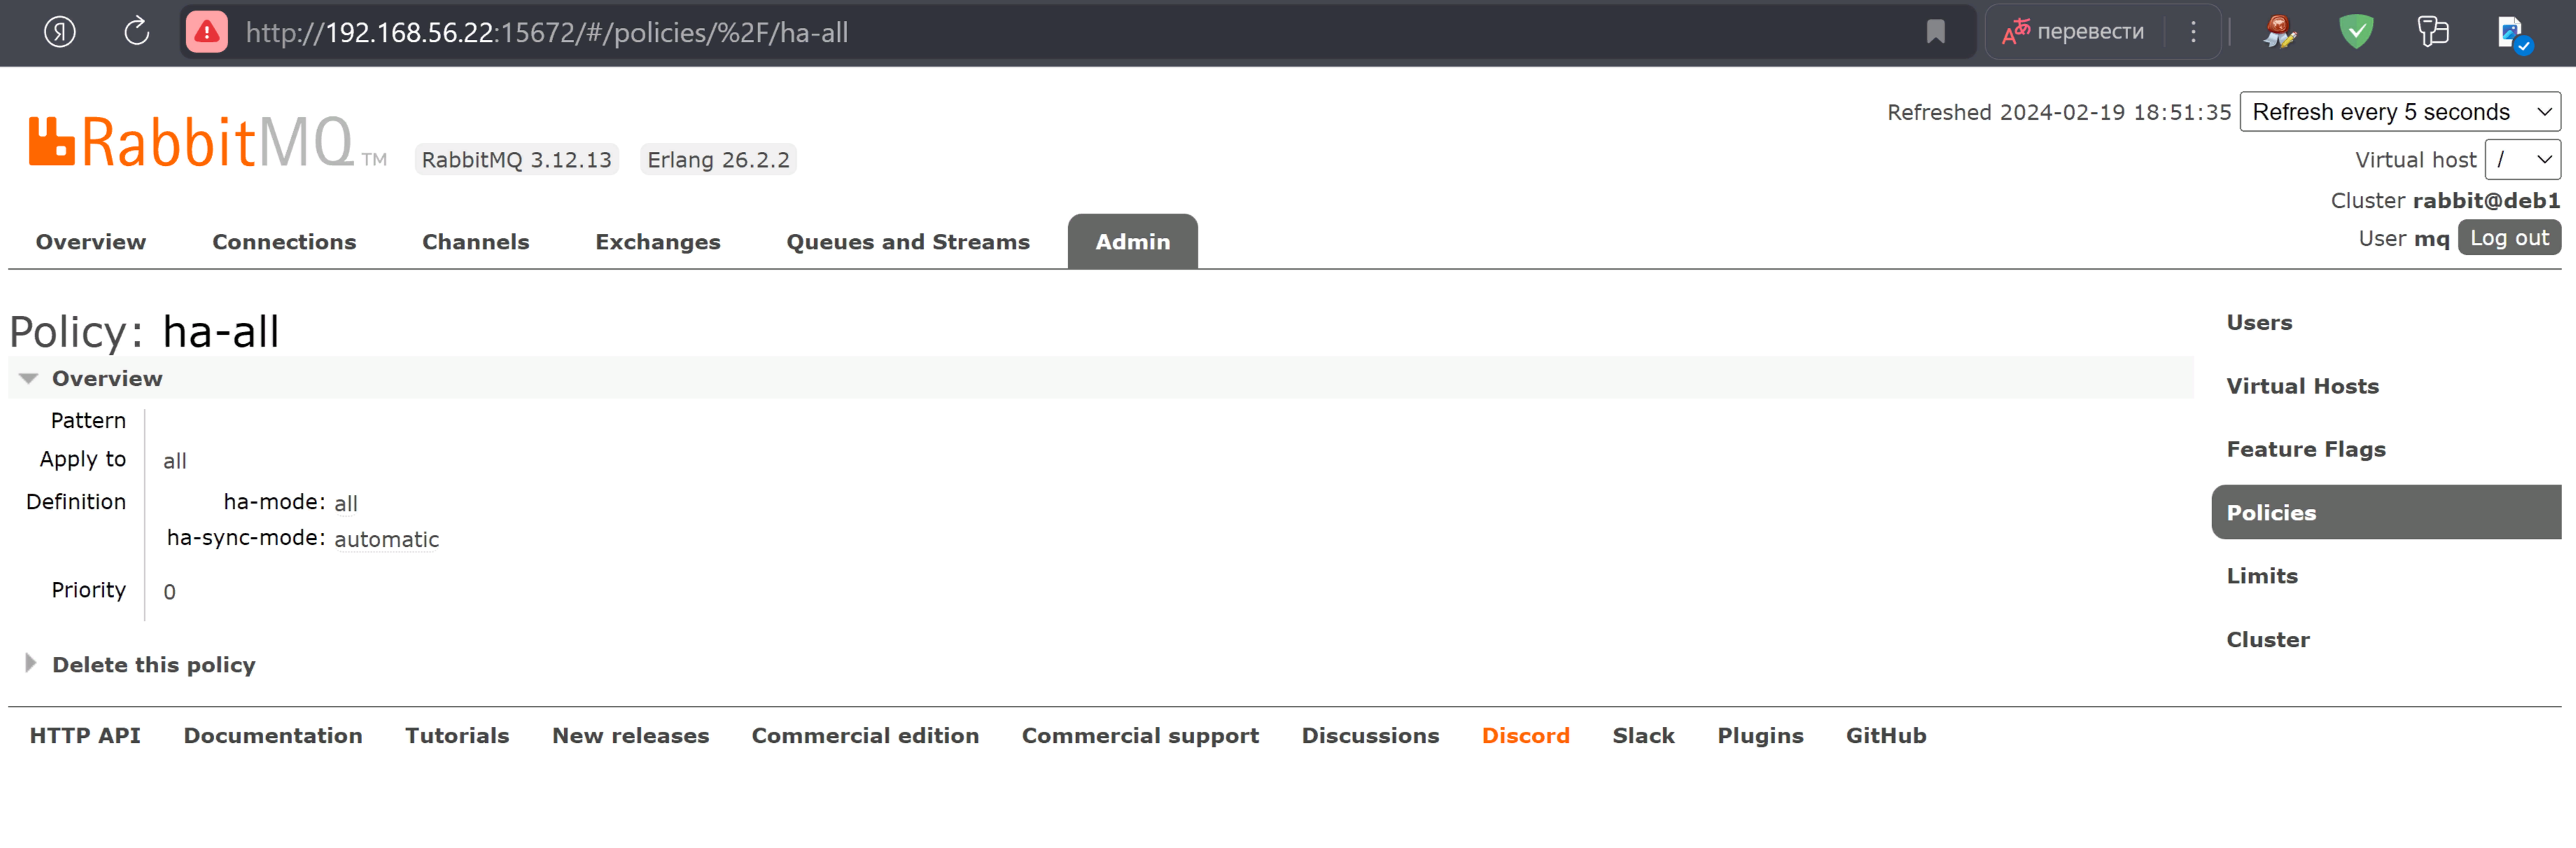 http://192.168.56.22:15672/#/policies/%2F/ha-all перевести
Refreshed 2024-02-19 18:51:35 Refresh every 5 seconds
RabbitMQ TM RabbitMQ 3.12.13 Erlang 26.2.2
Virtual host /
Cluster rabbit@deb1
User mq Log out
Overview Connections Channels Exchanges Queues and Streams Admin
Policy: ha-all
Overview
Pattern
Apply to all
Definition ha-mode: all
ha-sync-mode: automatic
Priority 0
Delete this policy
Users
Virtual Hosts
Feature Flags
Policies
Limits
Cluster
HTTP API Documentation Tutorials New releases Commercial edition Commercial support Discussions Discord Slack Plugins GitHub